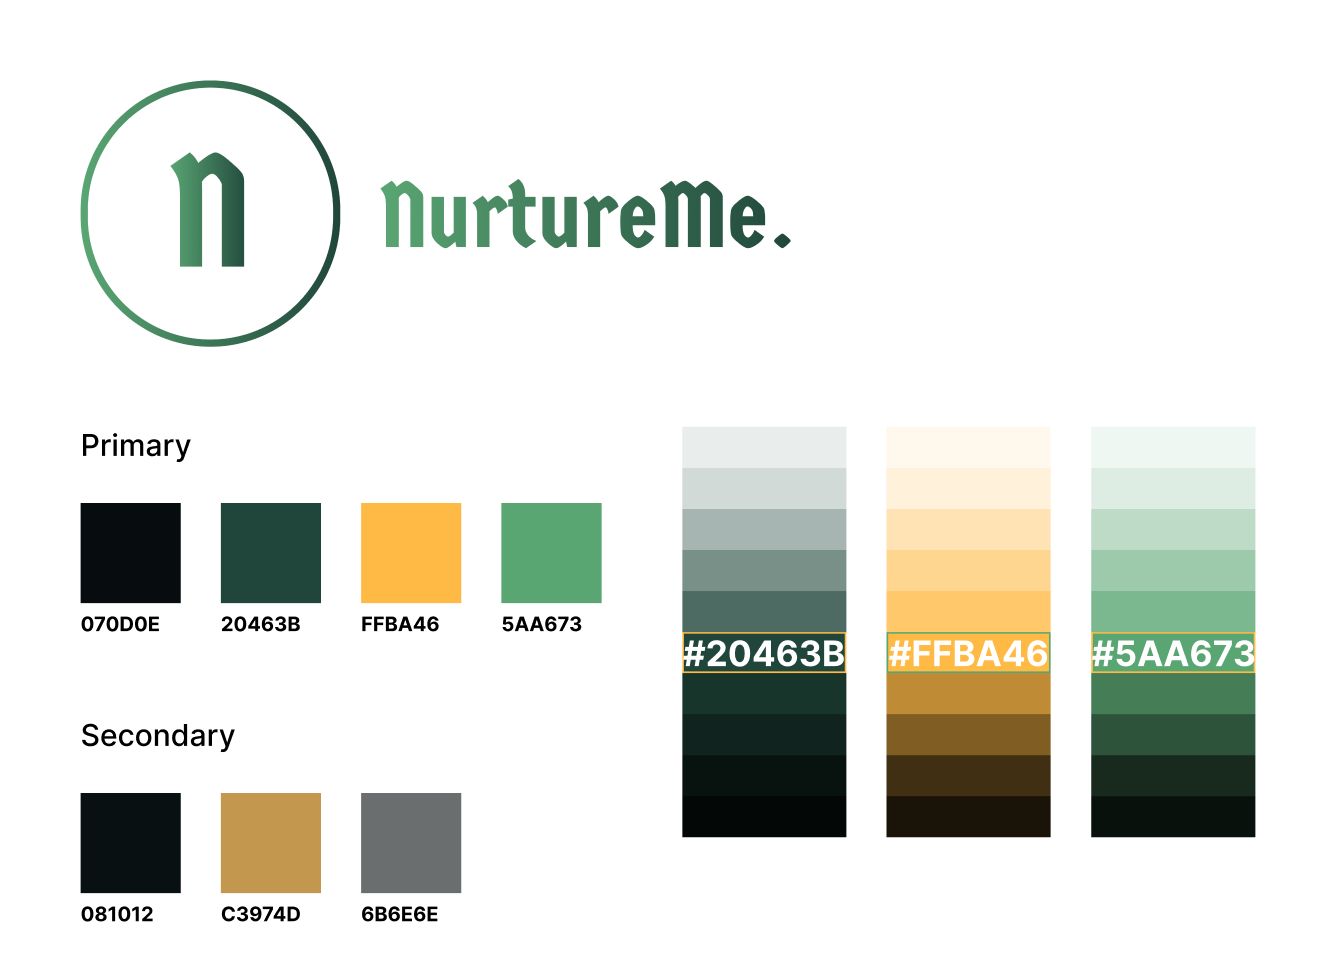 n
nurtureme.
Primary
070D0E
20463B
FFBA46
5AA673
Secondary
081012
C3974D
6B6E6E
#20463B
#FFBA46
#5AA673